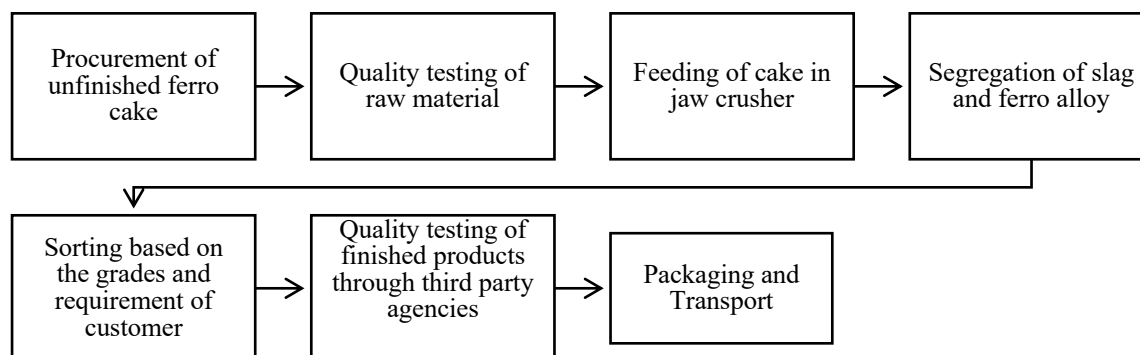 Procurement of
unfinished ferro
cake
Quality testing of
raw material
Feeding of cake in
jaw crusher
Segregation of slag
and ferro alloy
Sorting based on
the grades and
requirement of
customer
Quality testing of
finished products
through third party
agencies
Packaging and
Transport